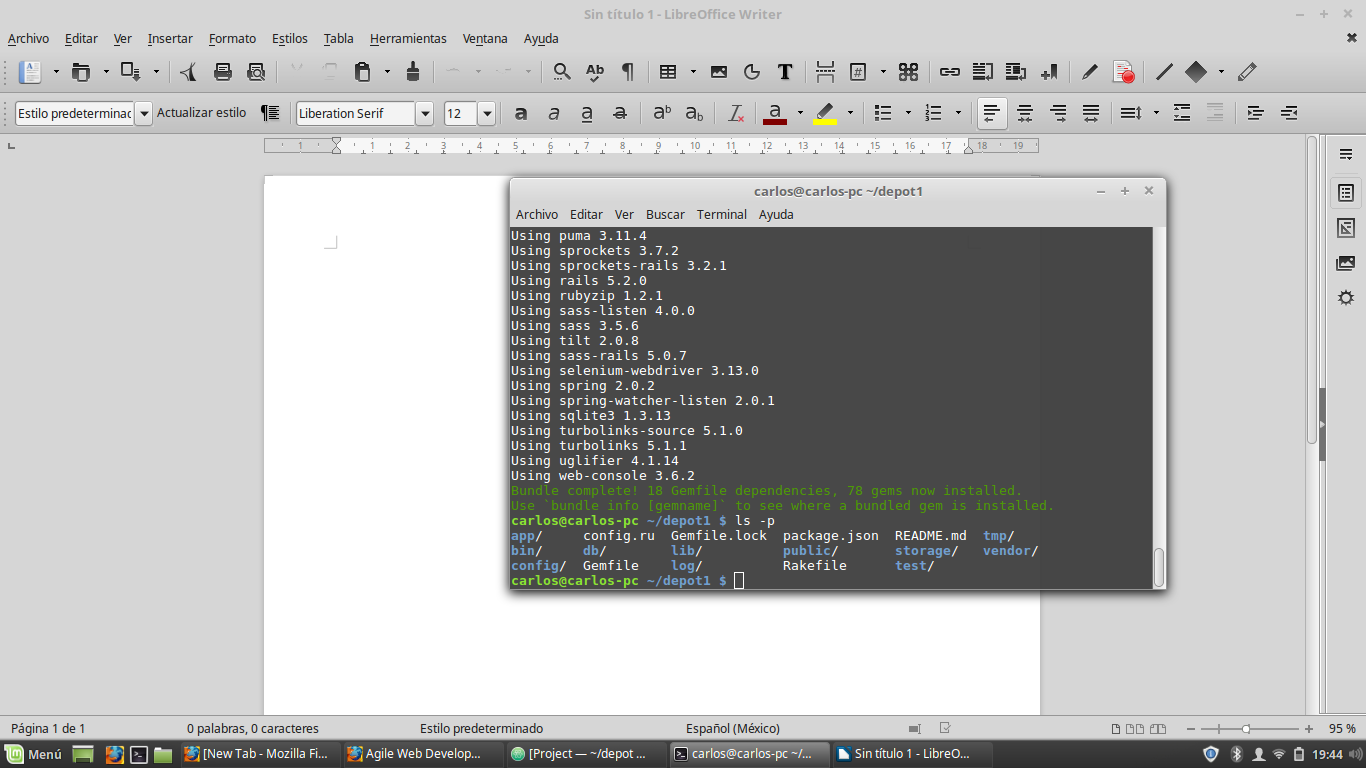 Sin título 1 - LibreOffice Writer
Archivo Editar Ver Insertar Formato Estilos Tabla Herramientas Ventana Ayuda
Estilo predeterminac Actualizar estilo Liberation Serif 12
1 1 2 3 4 5 6 7 8 9 10 11 12 13 14 15 16 17 18 19
carlos@carlos-pc ~/depot1
Archivo Editar Ver Buscar Terminal Ayuda
Using puma 3.11.4
Using sprockets 3.7.2
Using sprockets-rails 3.2.1
Using rails 5.2.0
Using rubyzip 1.2.1
Using sass-listen 4.0.0
Using sass 3.5.6
Using tilt 2.0.8
Using sass-rails 5.0.7
Using selenium-webdriver 3.13.0
Using spring 2.0.2
Using spring-watcher-listen 2.0.1
Using sqlite3 1.3.13
Using turbolinks-source 5.1.0
Using turbolinks 5.1.1
Using uglifier 4.1.14
Using web-console 3.6.2
Bundle complete! 18 Gemfile dependencies, 78 gems now installed.
Use `bundle info [gemname]` to see where a bundled gem is installed.
carlos@carlos-pc ~/depot1 $ ls -p
app/ config.ru Gemfile.lock package.json README.md tmp/
bin/ db/ lib/ public/ storage/ vendor/
config/ Gemfile log/ Rakefile test/
carlos@carlos-pc ~/depot1 $
Página 1 de 1 0 palabras, 0 caracteres Estilo predeterminado Español (México) 95 %
Menú [New Tab - Mozilla Fi... Agile Web Develop... [Project — ~/depot ... carlos@carlos-pc ~/... Sin título 1 - LibreO... 19:44